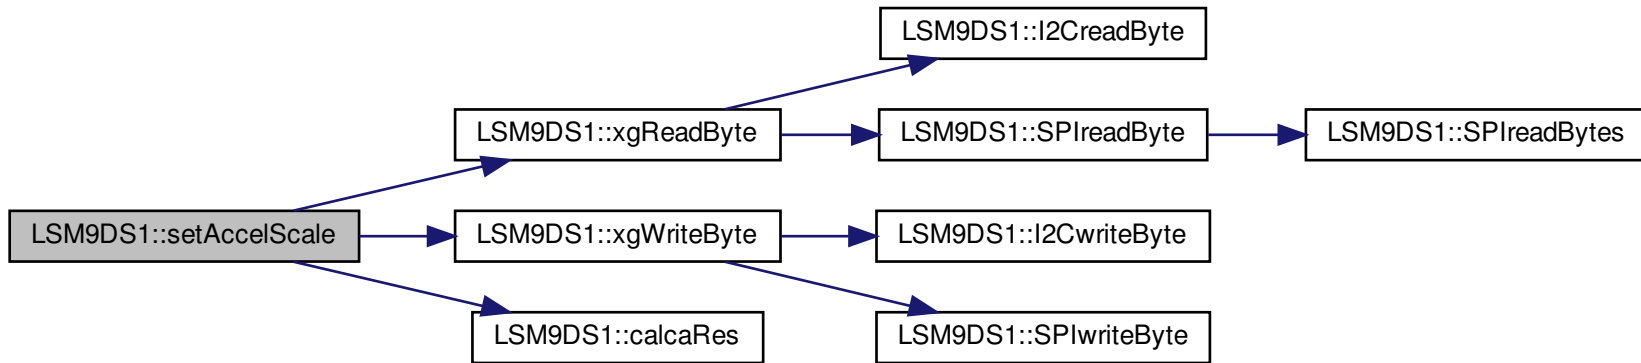 LSM9DS1::I2CreadByte
LSM9DS1::xgReadByte
LSM9DS1::SPIreadByte
LSM9DS1::SPIreadBytes
LSM9DS1::setAccelScale
LSM9DS1::xgWriteByte
LSM9DS1::I2CwriteByte
LSM9DS1::calcaRes
LSM9DS1::SPIwriteByte